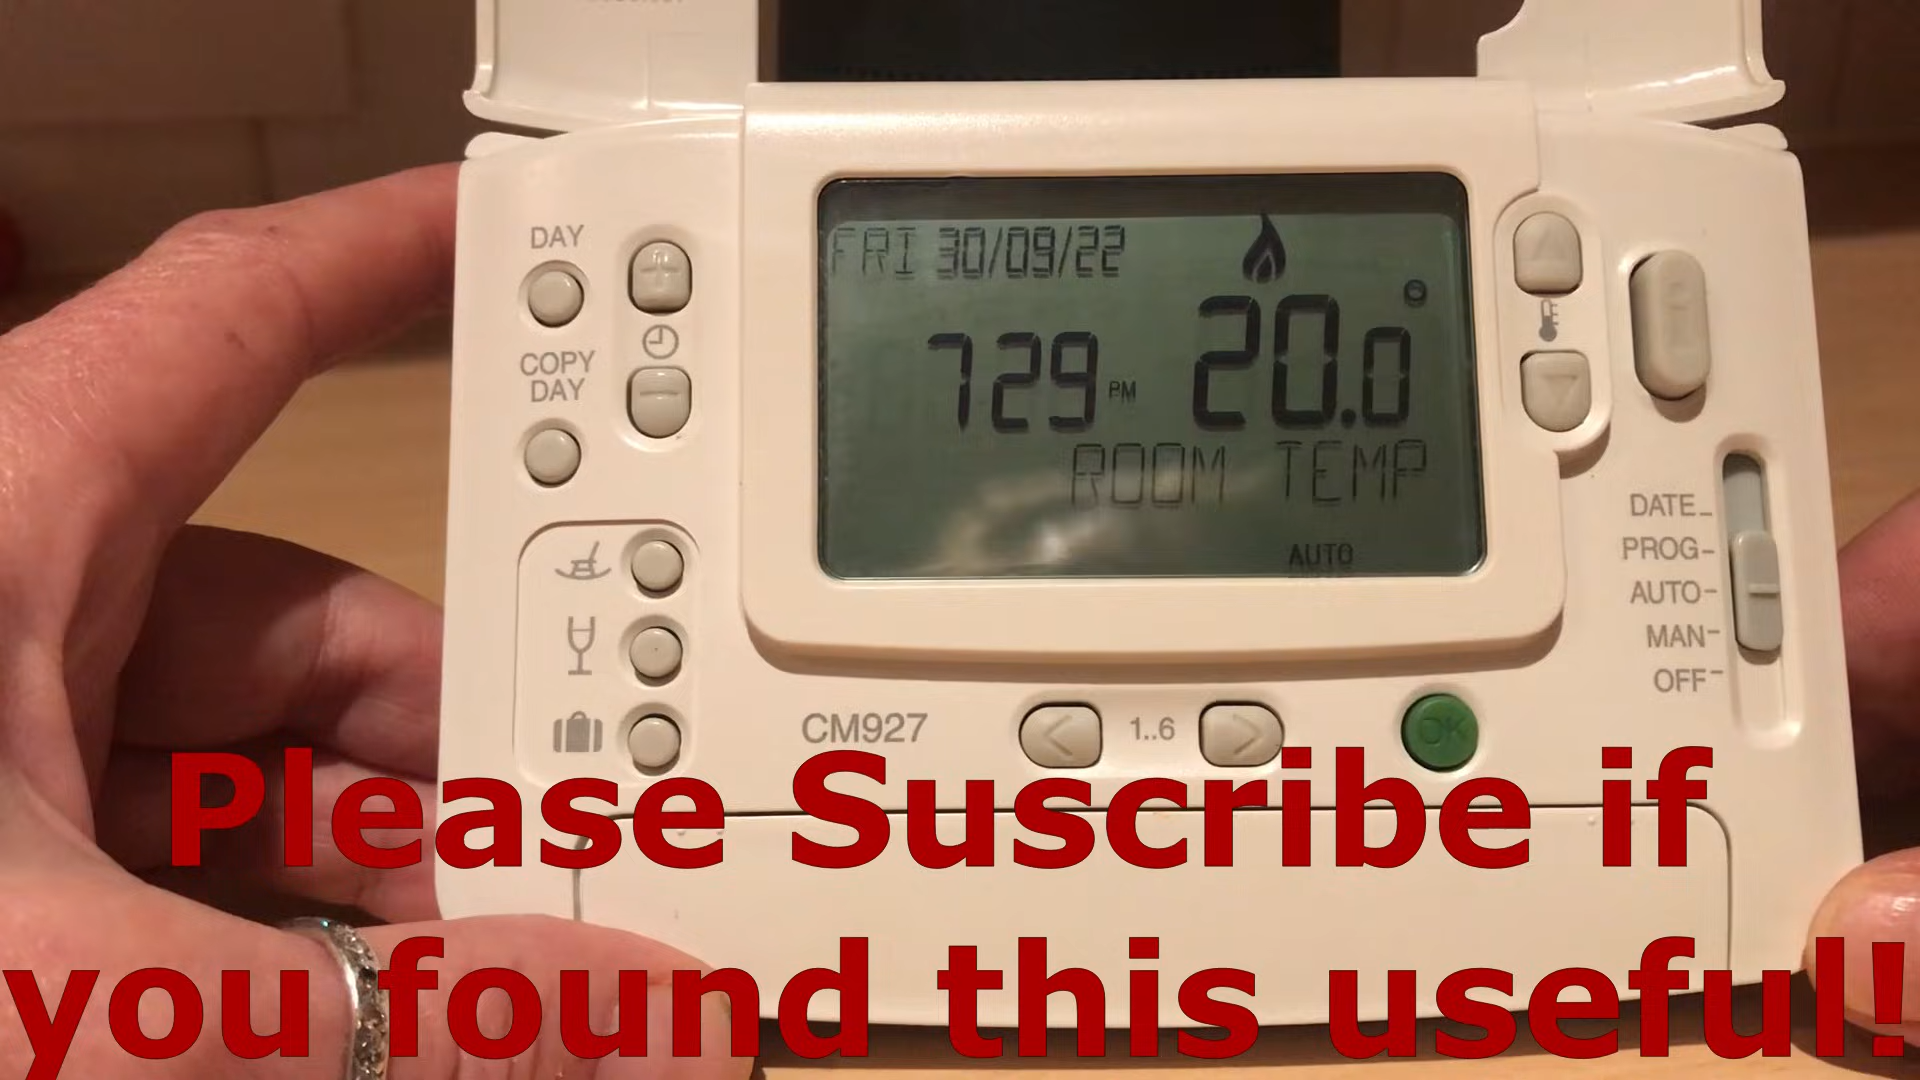 DAY
COPY
DAY
FRI 30/09/22
729 PM 20.0°
ROOM TEMP
AUTO
DATE
PROG
AUTO
MAN
OFF
CM927
1..6
OK
Please Suscribe if
you found this useful!